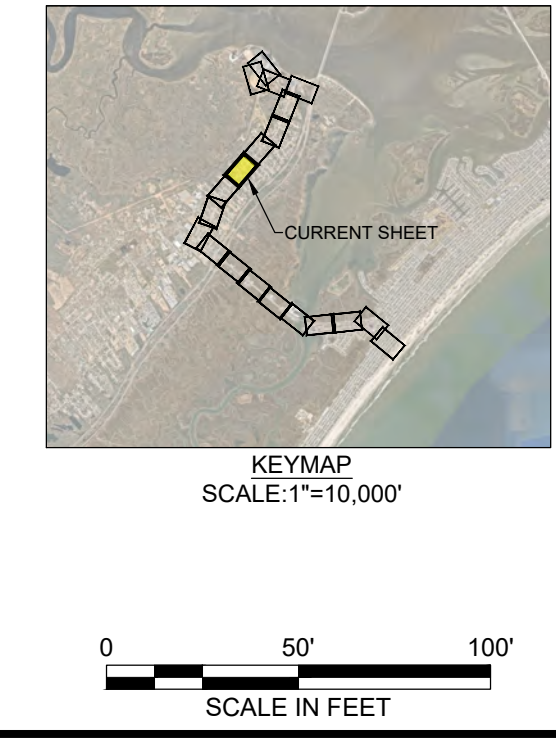 CURRENT SHEET
KEYMAP
SCALE:1"=10,000'
0 50' 100'
SCALE IN FEET